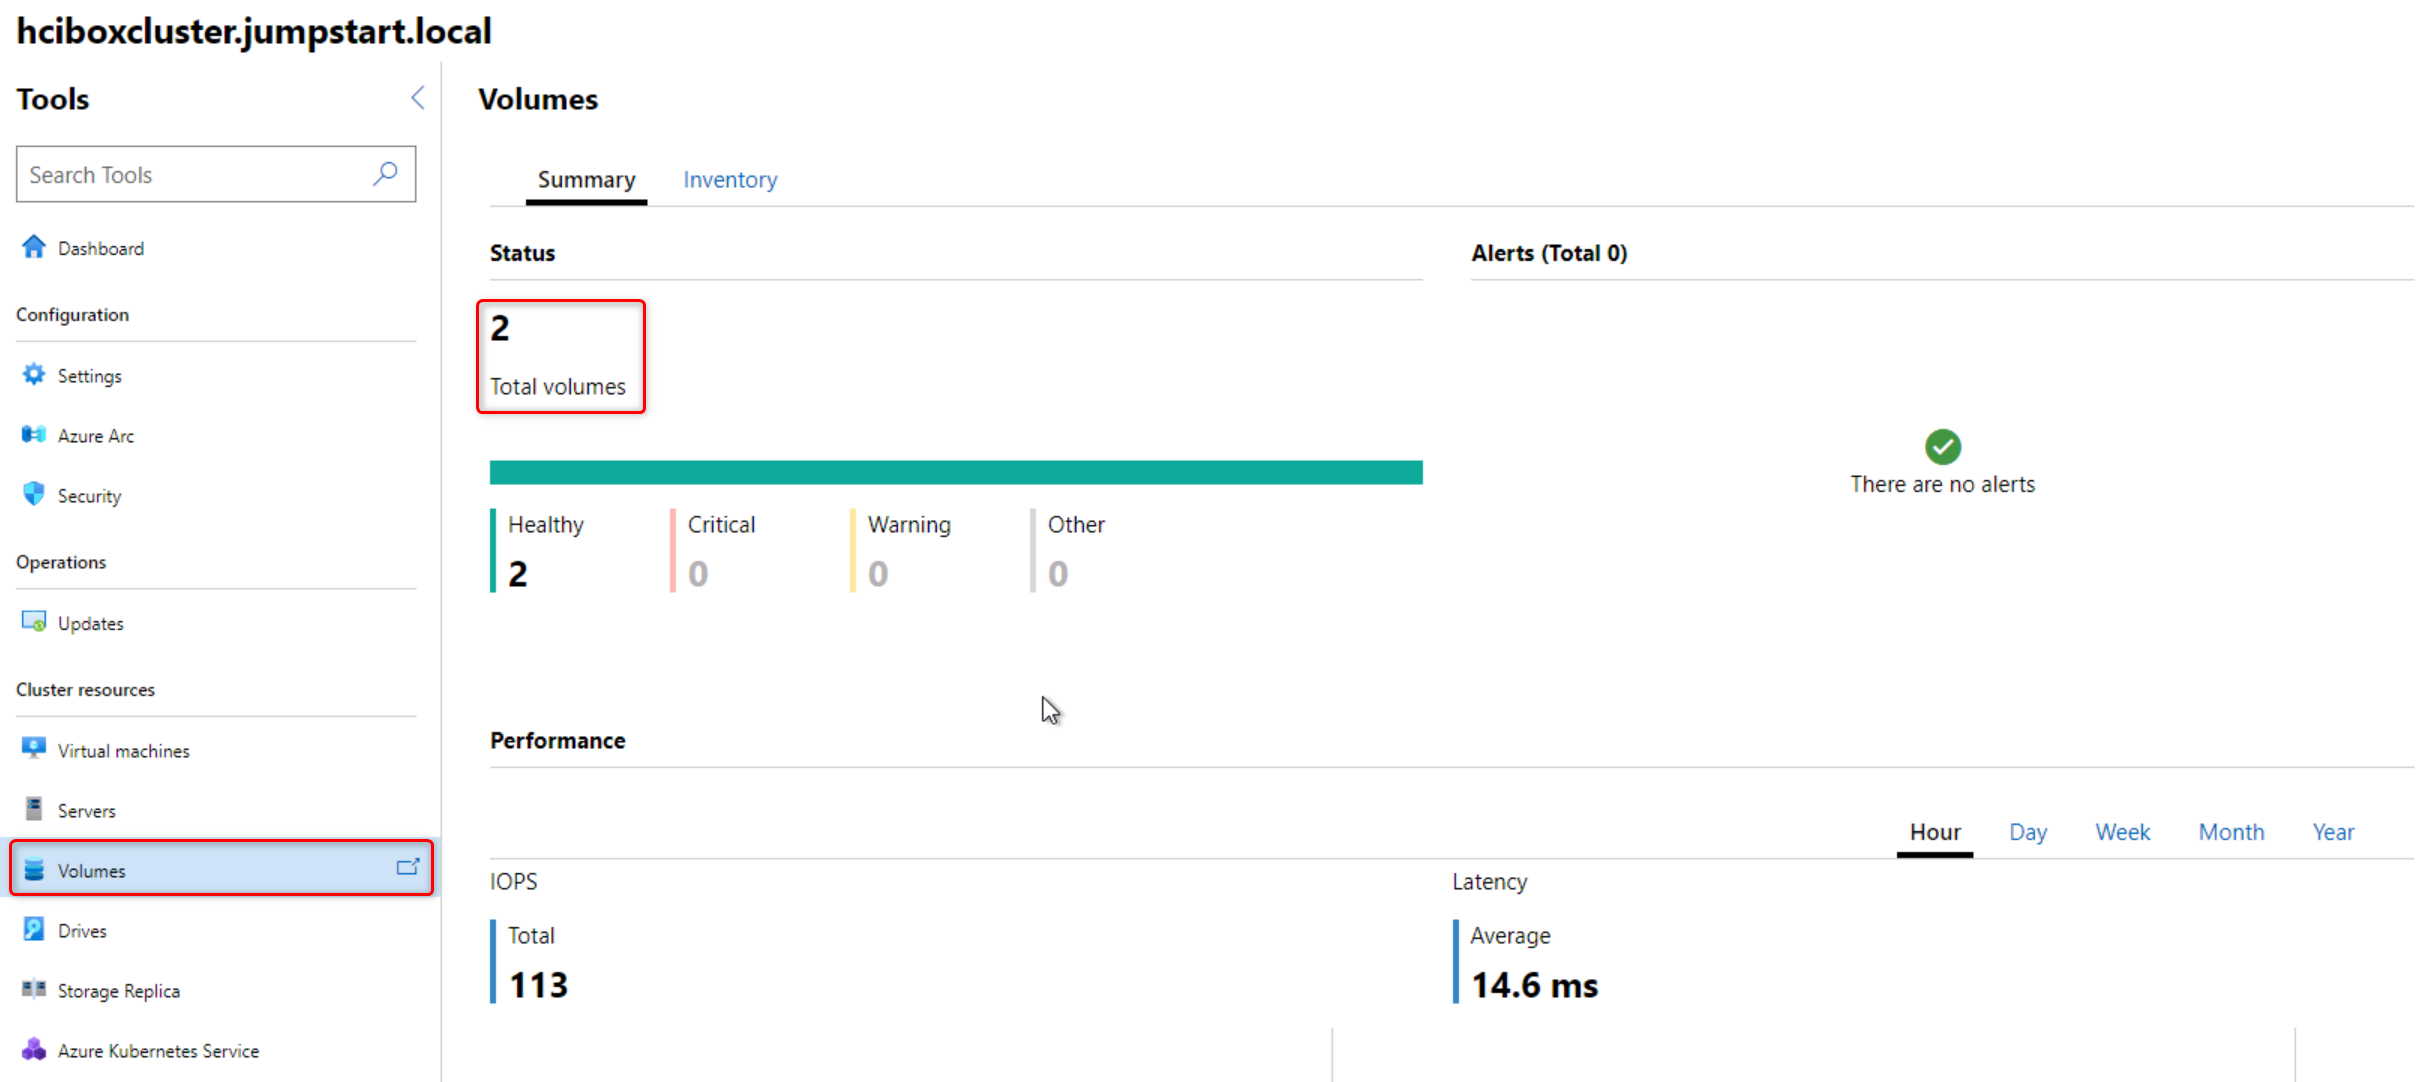 hciboxcluster.jumpstart.local
Tools
Search Tools
Dashboard
Configuration
Settings
Azure Arc
Security
Operations
Updates
Cluster resources
Virtual machines
Servers
Volumes
Drives
Storage Replica
Azure Kubernetes Service
Volumes
Summary Inventory
Status
2
Total volumes
Healthy Critical Warning Other
2 0 0 0
Alerts (Total 0)
There are no alerts
Performance
Hour Day Week Month Year
IOPS
Total
113
Latency
Average
14.6 ms